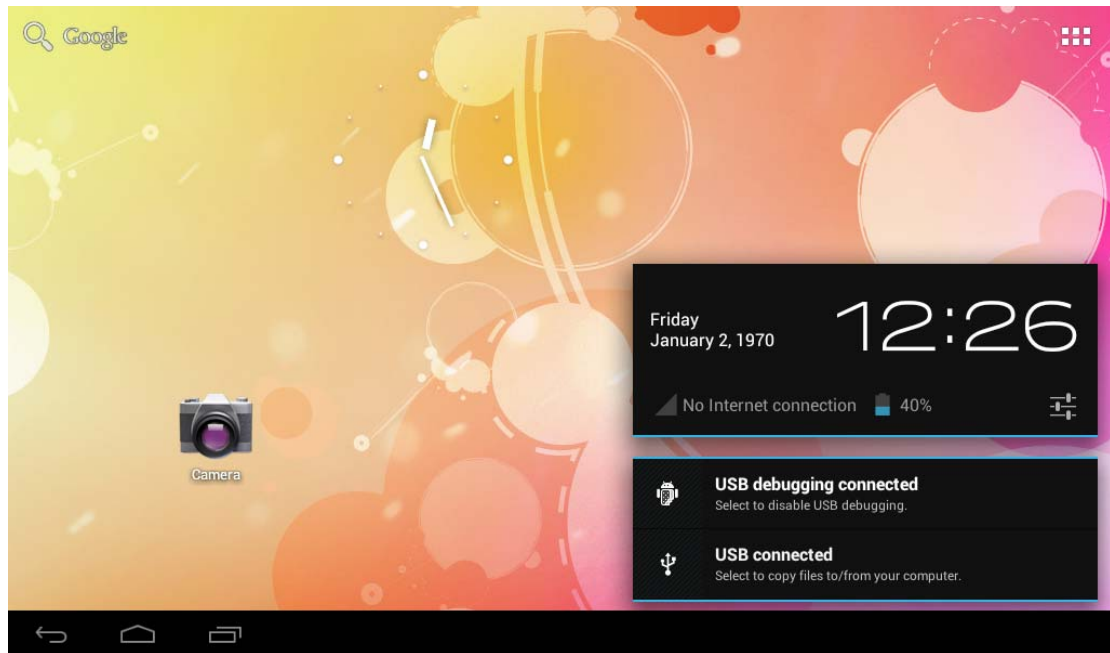 Google
Friday
January 2, 1970
12:26
No Internet connection
40%
Camera
USB debugging connected
Select to disable USB debugging.
USB connected
Select to copy files to/from your computer.